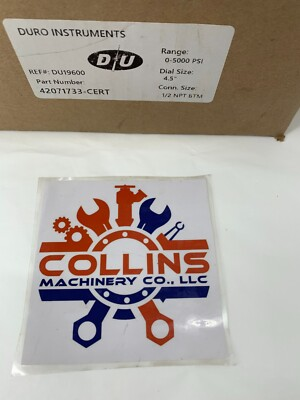 DURO INSTRUMENTS
D/U
REF#: DU19600
Part Number:
42071733-CERT
Range:
0-5000 PSI
Dial Size:
4.5"
Conn. Size:
1/2 NPT BTM
COLLINS
MACHINERY CO., LLC